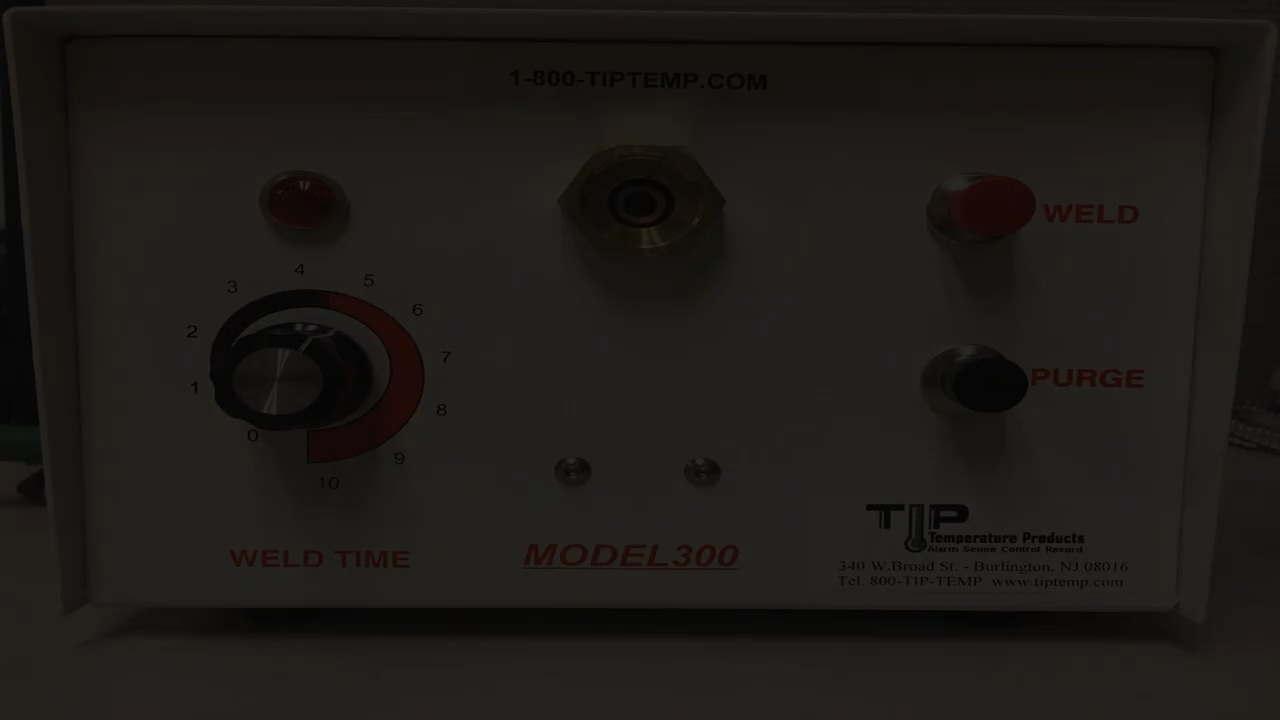 1-800-TIPTEMP.COM
WELD
4
5
3
6
2
7
1
PURGE
8
0
9
10
TIP
Temperature Products
Alarm Sense Control Record
WELD TIME
MODEL300
340 W.Broad St. - Burlington, NJ 08016
Tel. 800-TIP-TEMP www.tiptemp.com